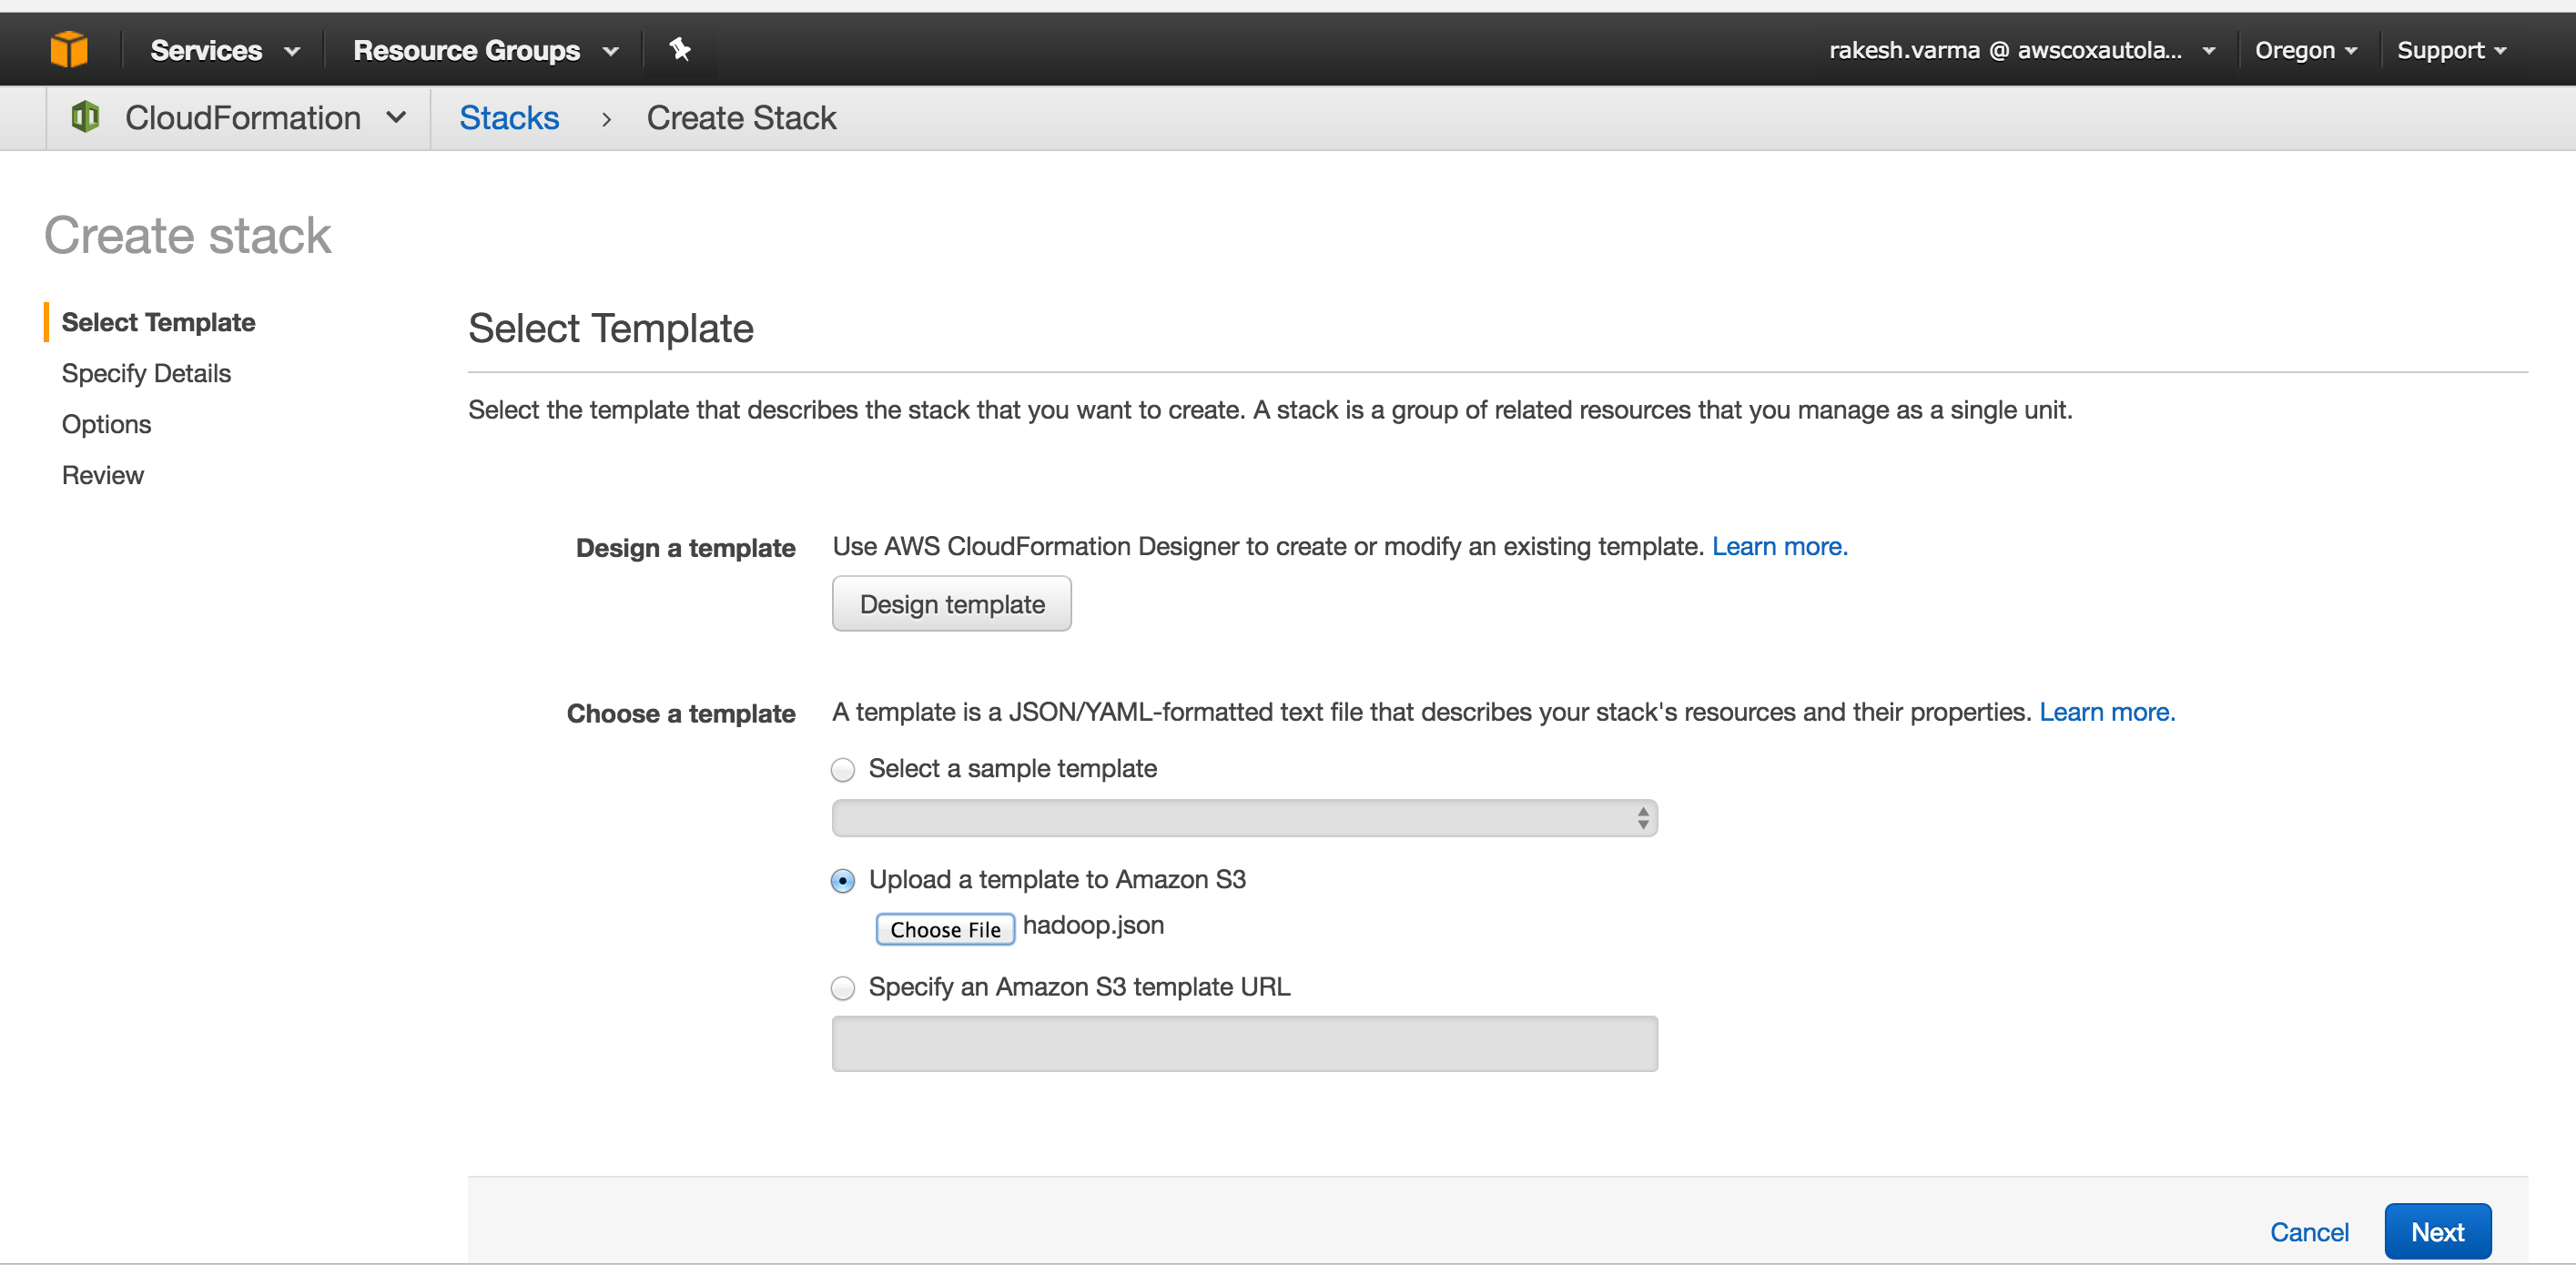 Services Resource Groups rakesh.varma @ awscoxautola... Oregon Support
CloudFormation Stacks › Create Stack
Create stack
Select Template
Specify Details
Options
Review
Select Template
Select the template that describes the stack that you want to create. A stack is a group of related resources that you manage as a single unit.
Design a template Use AWS CloudFormation Designer to create or modify an existing template. Learn more.
Design template
Choose a template A template is a JSON/YAML-formatted text file that describes your stack's resources and their properties. Learn more.
Select a sample template
Upload a template to Amazon S3
Choose File hadoop.json
Specify an Amazon S3 template URL
Cancel Next